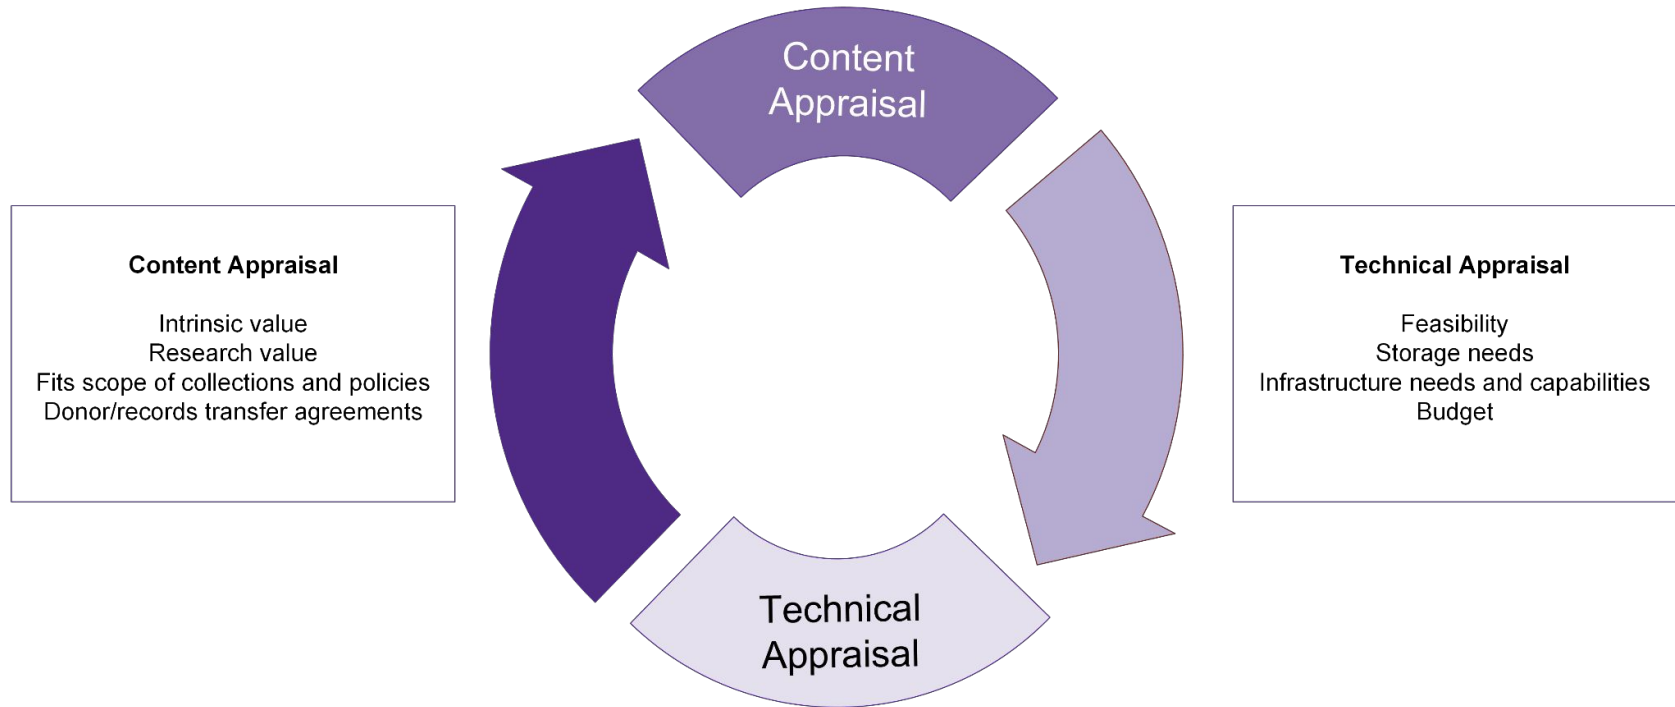 Content
Appraisal
Content Appraisal
Intrinsic value
Research value
Fits scope of collections and policies
Donor/records transfer agreements
Technical Appraisal
Feasibility
Storage needs
Infrastructure needs and capabilities
Budget
Technical
Appraisal